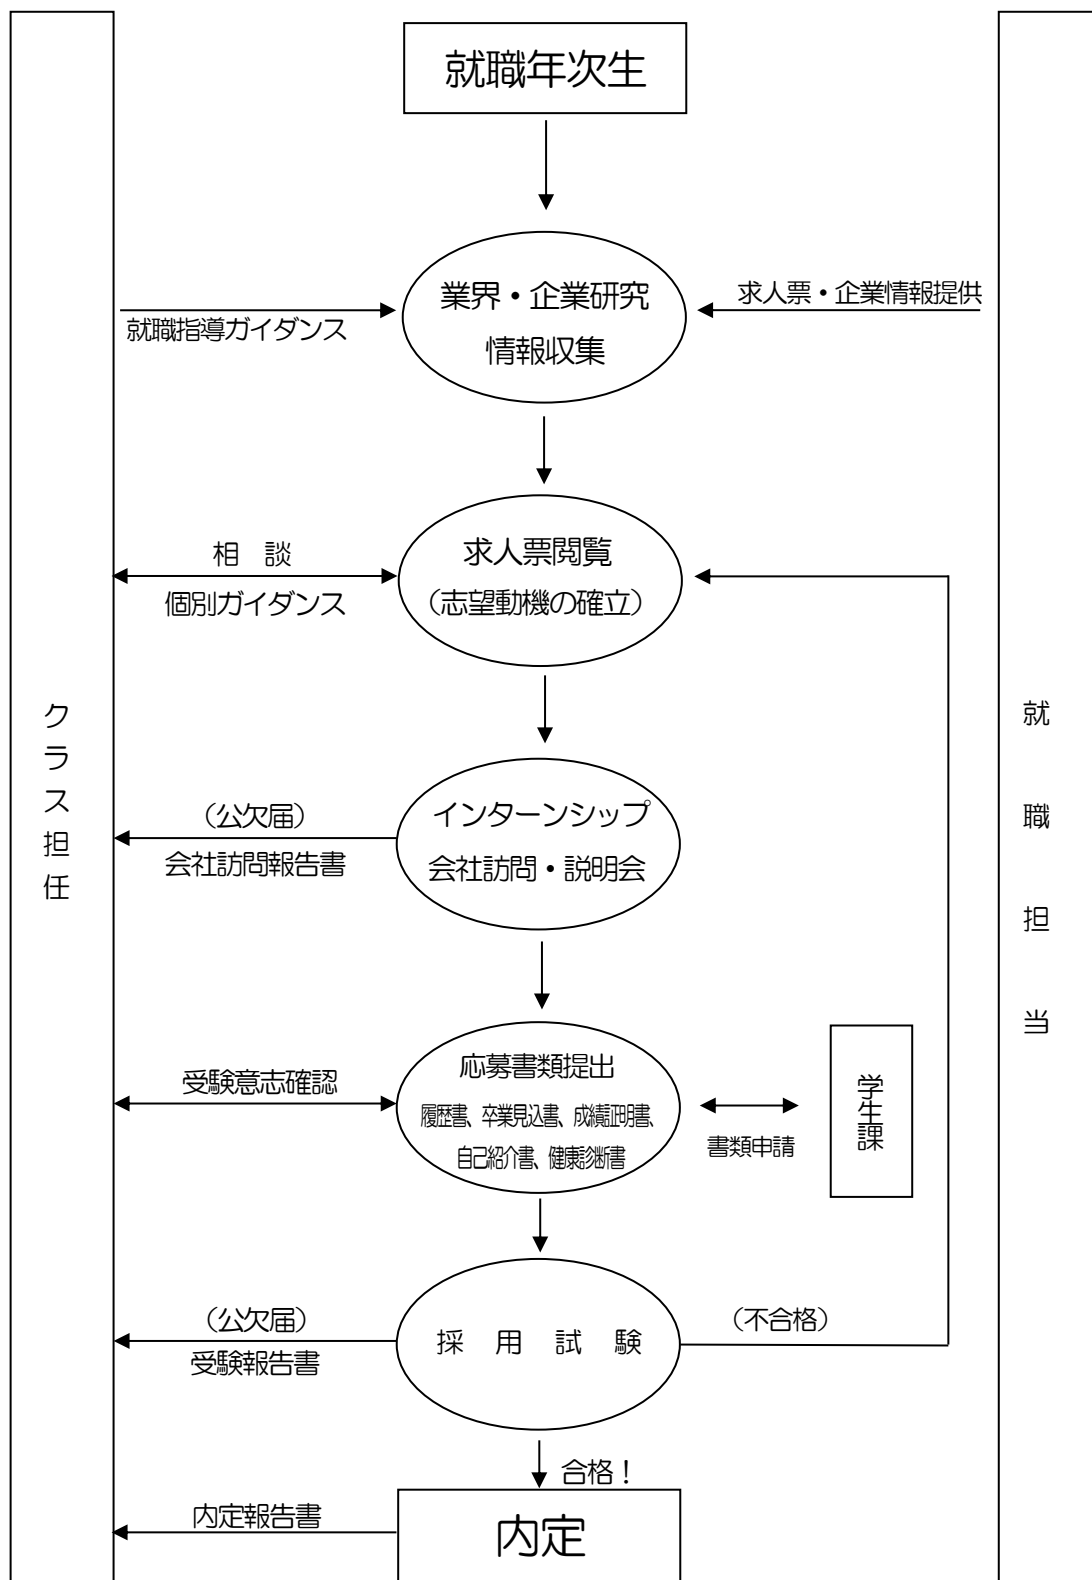 就職年次生
業界・企業研究
情報収集
就職指導ガイダンス
求人票・企業情報提供
求人票閲覧
（志望動機の確立）
相　談
個別ガイダンス
クラス担任
就職担当
インターンシップ
会社訪問・説明会
（公欠届）
会社訪問報告書
応募書類提出
履歴書、卒業見込書、成績証明書、
自己紹介書、健康診断書
受験意志確認
書類申請
学生課
採　用　試　験
（公欠届）
受験報告書
（不合格）
合格！
内定報告書
内定